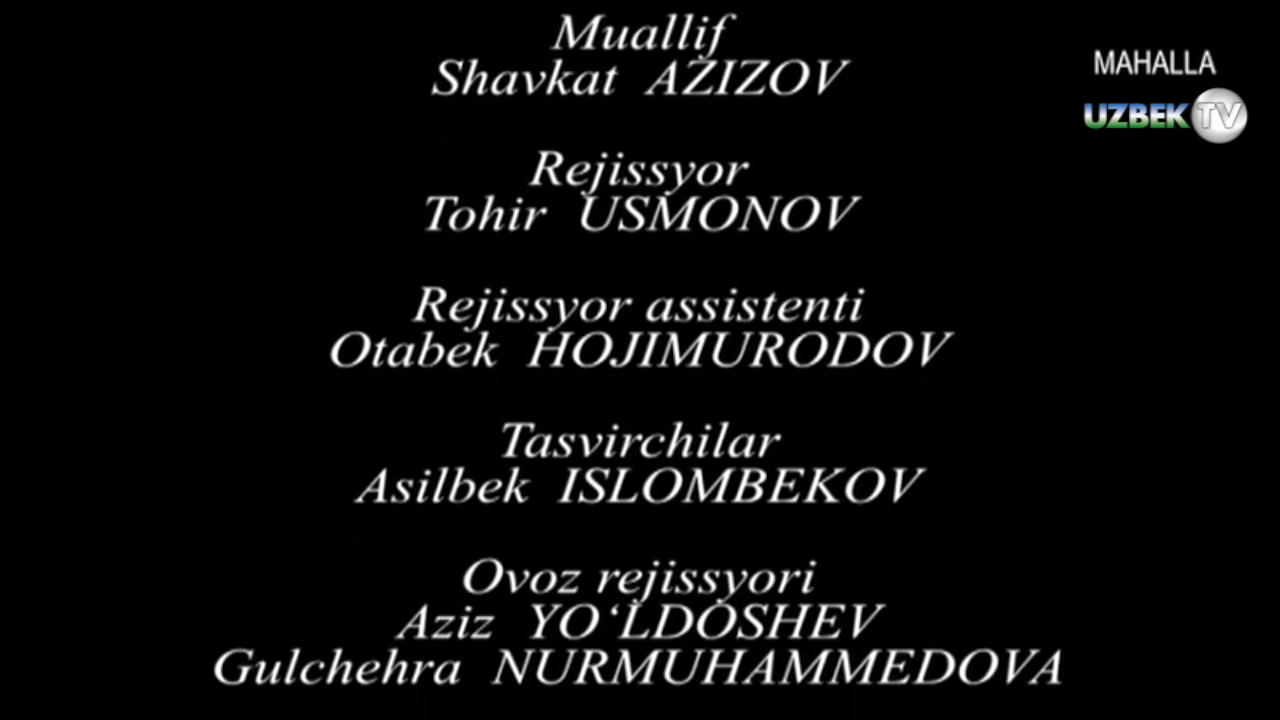 Muallif
Shavkat AZIZOV
MAHALLA
UZBEK TV
Rejissyor
Tohir USMONOV
Rejissyor assistenti
Otabek HOJIMURODOV
Tasvirchilar
Asilbek ISLOMBEKOV
Ovoz rejissyori
Aziz YO‘LDOSHEV
Gulchehra NURMUHAMMEDOVA